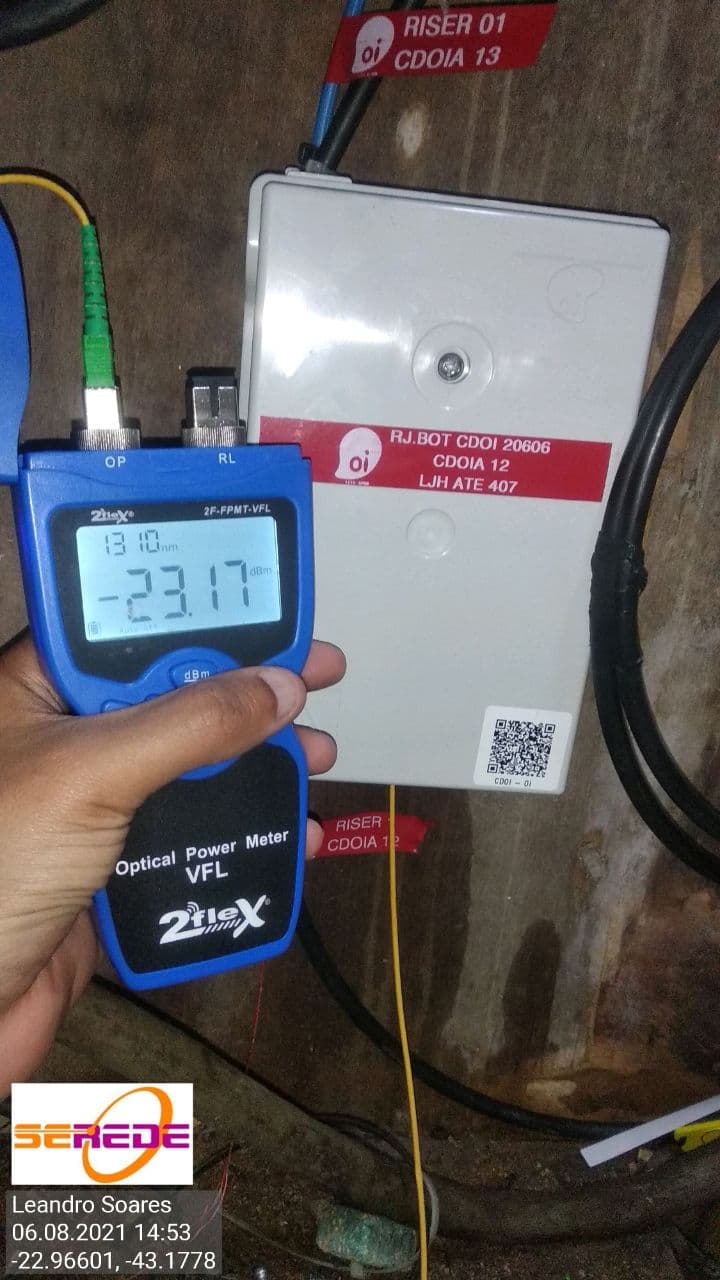 oi
RISER 01
CDOIA 13
oi
RJ.BOT CDOI 20606
CDOIA 12
LJH ATE 407
OP
RL
2flex®
2F-FPMT-VFL
1310nm
-23.17 dBm
dBm
CDOI - OI
RISER
CDOIA 12
Optical Power Meter
VFL
2flex®
SEREDE
Leandro Soares
06.08.2021 14:53
-22.96601, -43.1778